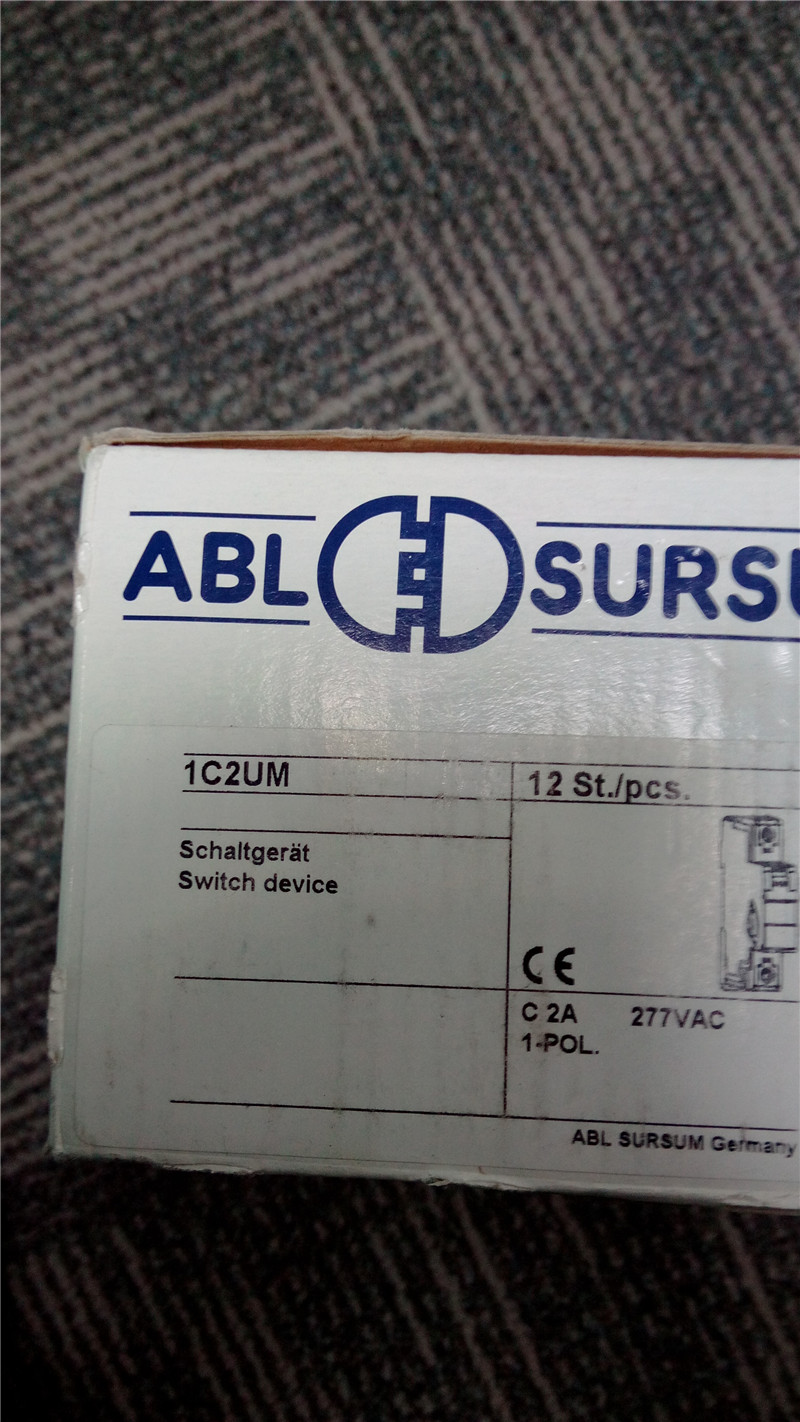 ABL SURSU
1C2UM
12 St./pcs.
Schaltgerät
Switch device
CE
C 2A 277VAC
1-POL.
ABL SURSUM Germany